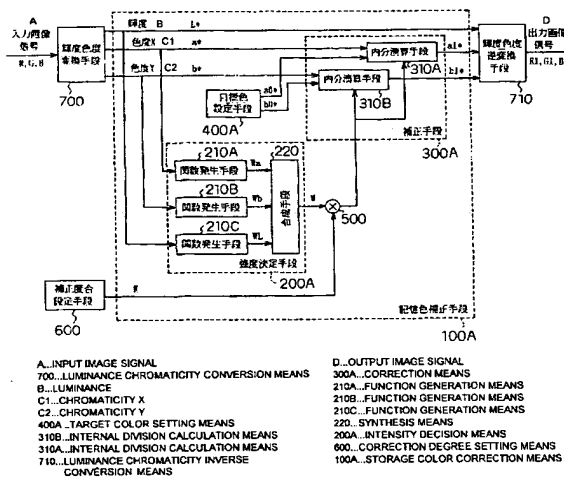 A
入力画像
信号
R,G,B
輝度色度
変換手段
700
輝度 B L*
色度X C1 a*
色度Y C2 b*
目標色
設定手段
400A
a0*
b0*
内分演算手段
310A
内分演算手段
310B
補正手段
300A
a1*
b1*
輝度色度
逆変換
手段
710
D
出力画像
信号
R1,G1,B
210A
関数発生手段
Wa
210B
関数発生手段
Wb
210C
関数発生手段
WL
220
合成手段
W
500
強度決定手段
200A
補正度合
設定手段
600
K
記憶色補正手段
100A
A...INPUT IMAGE SIGNAL
700...LUMINANCE CHROMATICITY CONVERSION MEANS
B...LUMINANCE
C1...CHROMATICITY X
C2...CHROMATICITY Y
400A...TARGET COLOR SETTING MEANS
310B...INTERNAL DIVISION CALCULATION MEANS
310A...INTERNAL DIVISION CALCULATION MEANS
710...LUMINANCE CHROMATICITY INVERSE
CONVERSION MEANS
D...OUTPUT IMAGE SIGNAL
300A...CORRECTION MEANS
210A...FUNCTION GENERATION MEANS
210B...FUNCTION GENERATION MEANS
210C...FUNCTION GENERATION MEANS
220...SYNTHESIS MEANS
200A...INTENSITY DECISION MEANS
600...CORRECTION DEGREE SETTING MEANS
100A...STORAGE COLOR CORRECTION MEANS